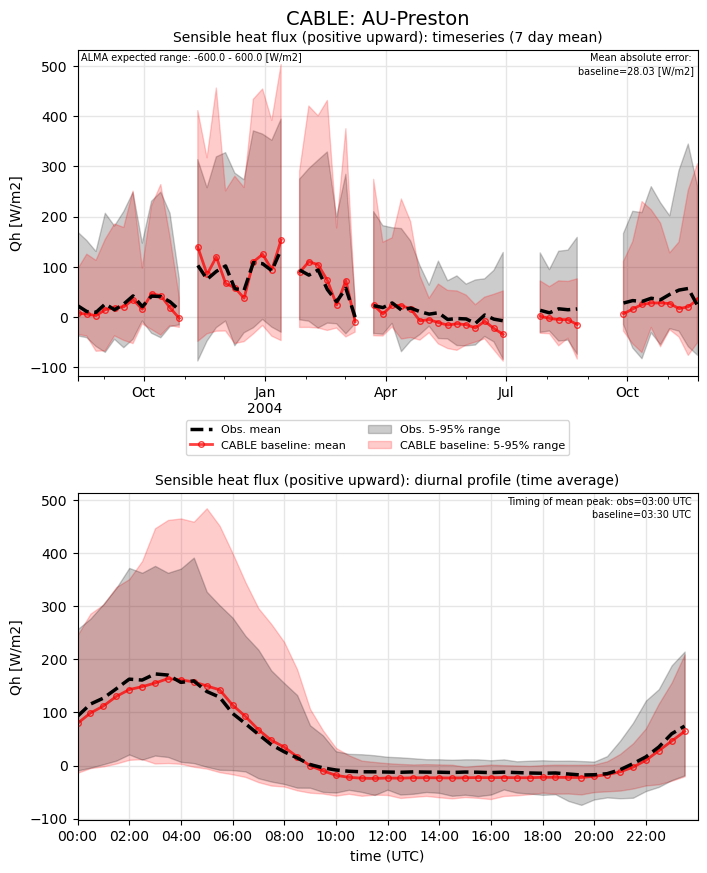 CABLE: AU-Preston
Sensible heat flux (positive upward): timeseries (7 day mean)
ALMA expected range: -600.0 - 600.0 [W/m2]
Mean absolute error:
baseline=28.03 [W/m2]
500
400
300
200
100
0
−100
Qh [W/m2]
Oct
Jan
2004
Apr
Jul
Oct
Obs. mean
CABLE baseline: mean
Obs. 5-95% range
CABLE baseline: 5-95% range
Sensible heat flux (positive upward): diurnal profile (time average)
Timing of mean peak: obs=03:00 UTC
baseline=03:30 UTC
500
400
300
200
100
0
−100
Qh [W/m2]
00:00 02:00 04:00 06:00 08:00 10:00 12:00 14:00 16:00 18:00 20:00 22:00
time (UTC)